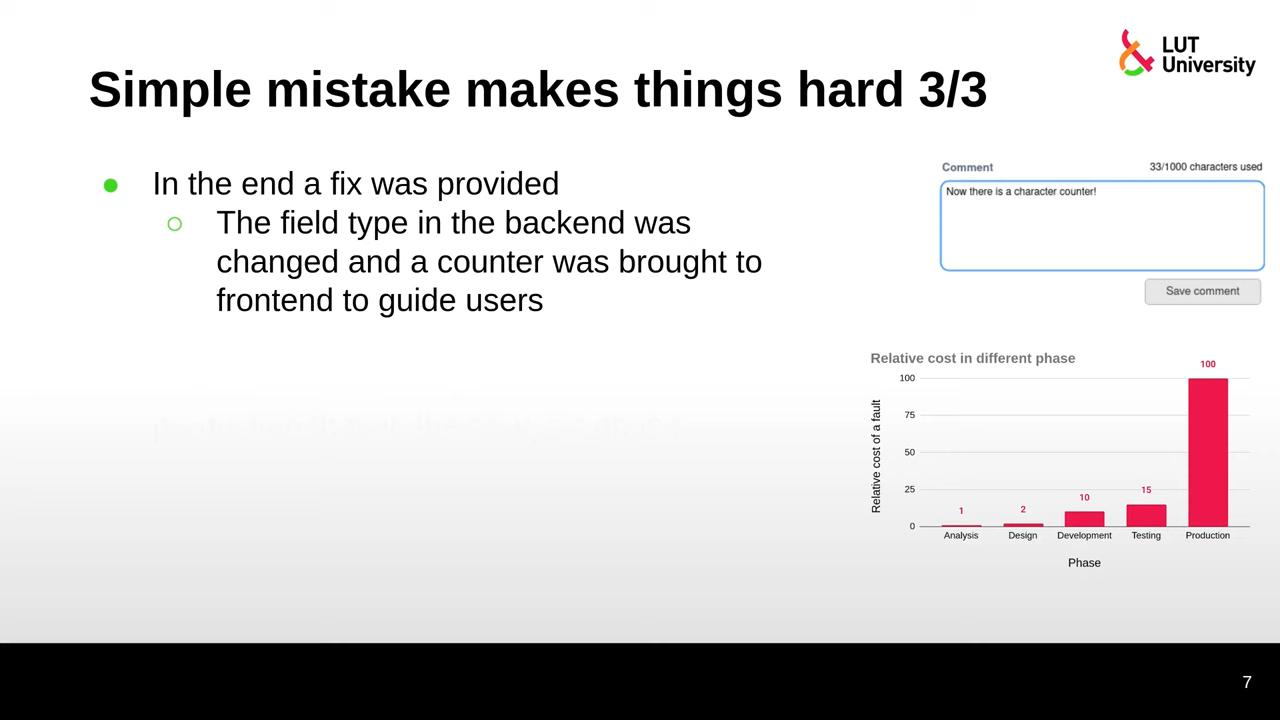 LUT
University
Simple mistake makes things hard 3/3
In the end a fix was provided
The field type in the backend was
changed and a counter was brought to
frontend to guide users
Comment 33/1000 characters used
Now there is a character counter!
Save comment
Relative cost in different phase
Relative cost of a fault
100
75
50
25
0
1
2
10
15
100
Analysis Design Development Testing Production
Phase
7